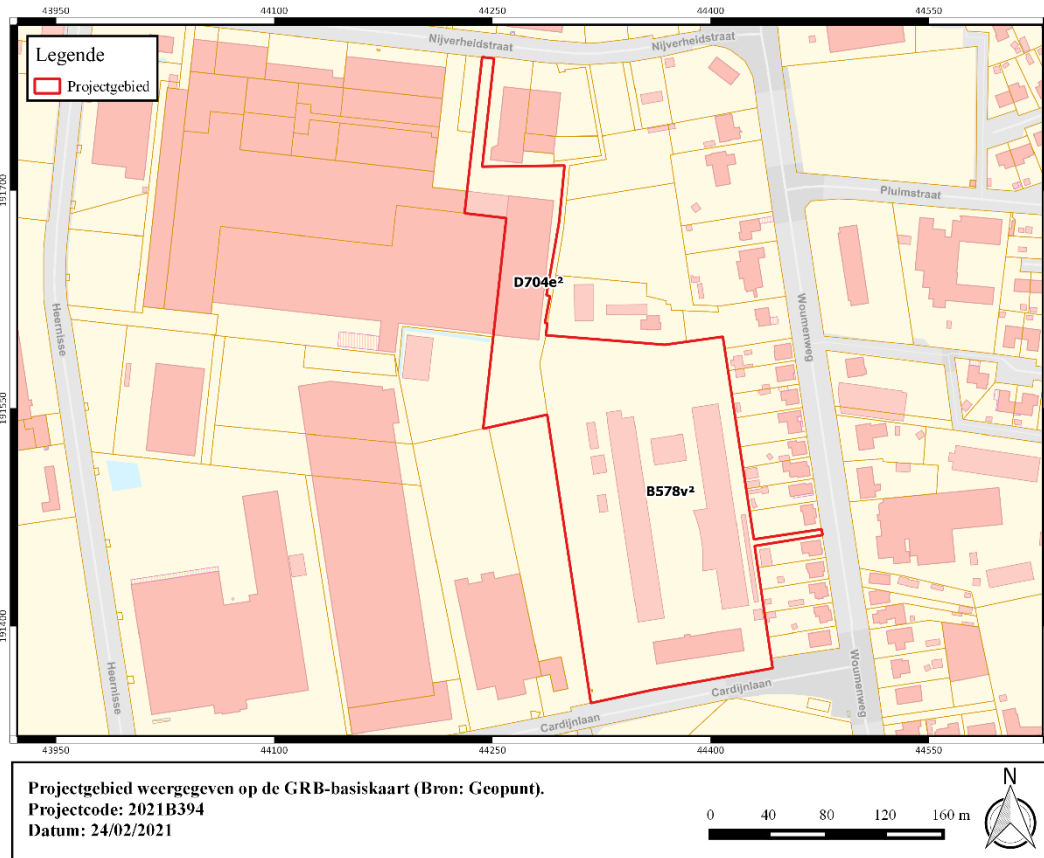 43950 44100 44250 44400 44550
Legende
Projectgebied
Nijverheidstraat
Nijverheidstraat
191700
Pluimstraat
D704e²
Heernisse
Woumenweg
191550
B578v²
191400
Heernisse
Woumenweg
Cardijnlaan
Cardijnlaan
43950 44100 44250 44400 44550
Projectgebied weergegeven op de GRB-basiskaart (Bron: Geopunt).
Projectcode: 2021B394
Datum: 24/02/2021
0 40 80 120 160 m
N